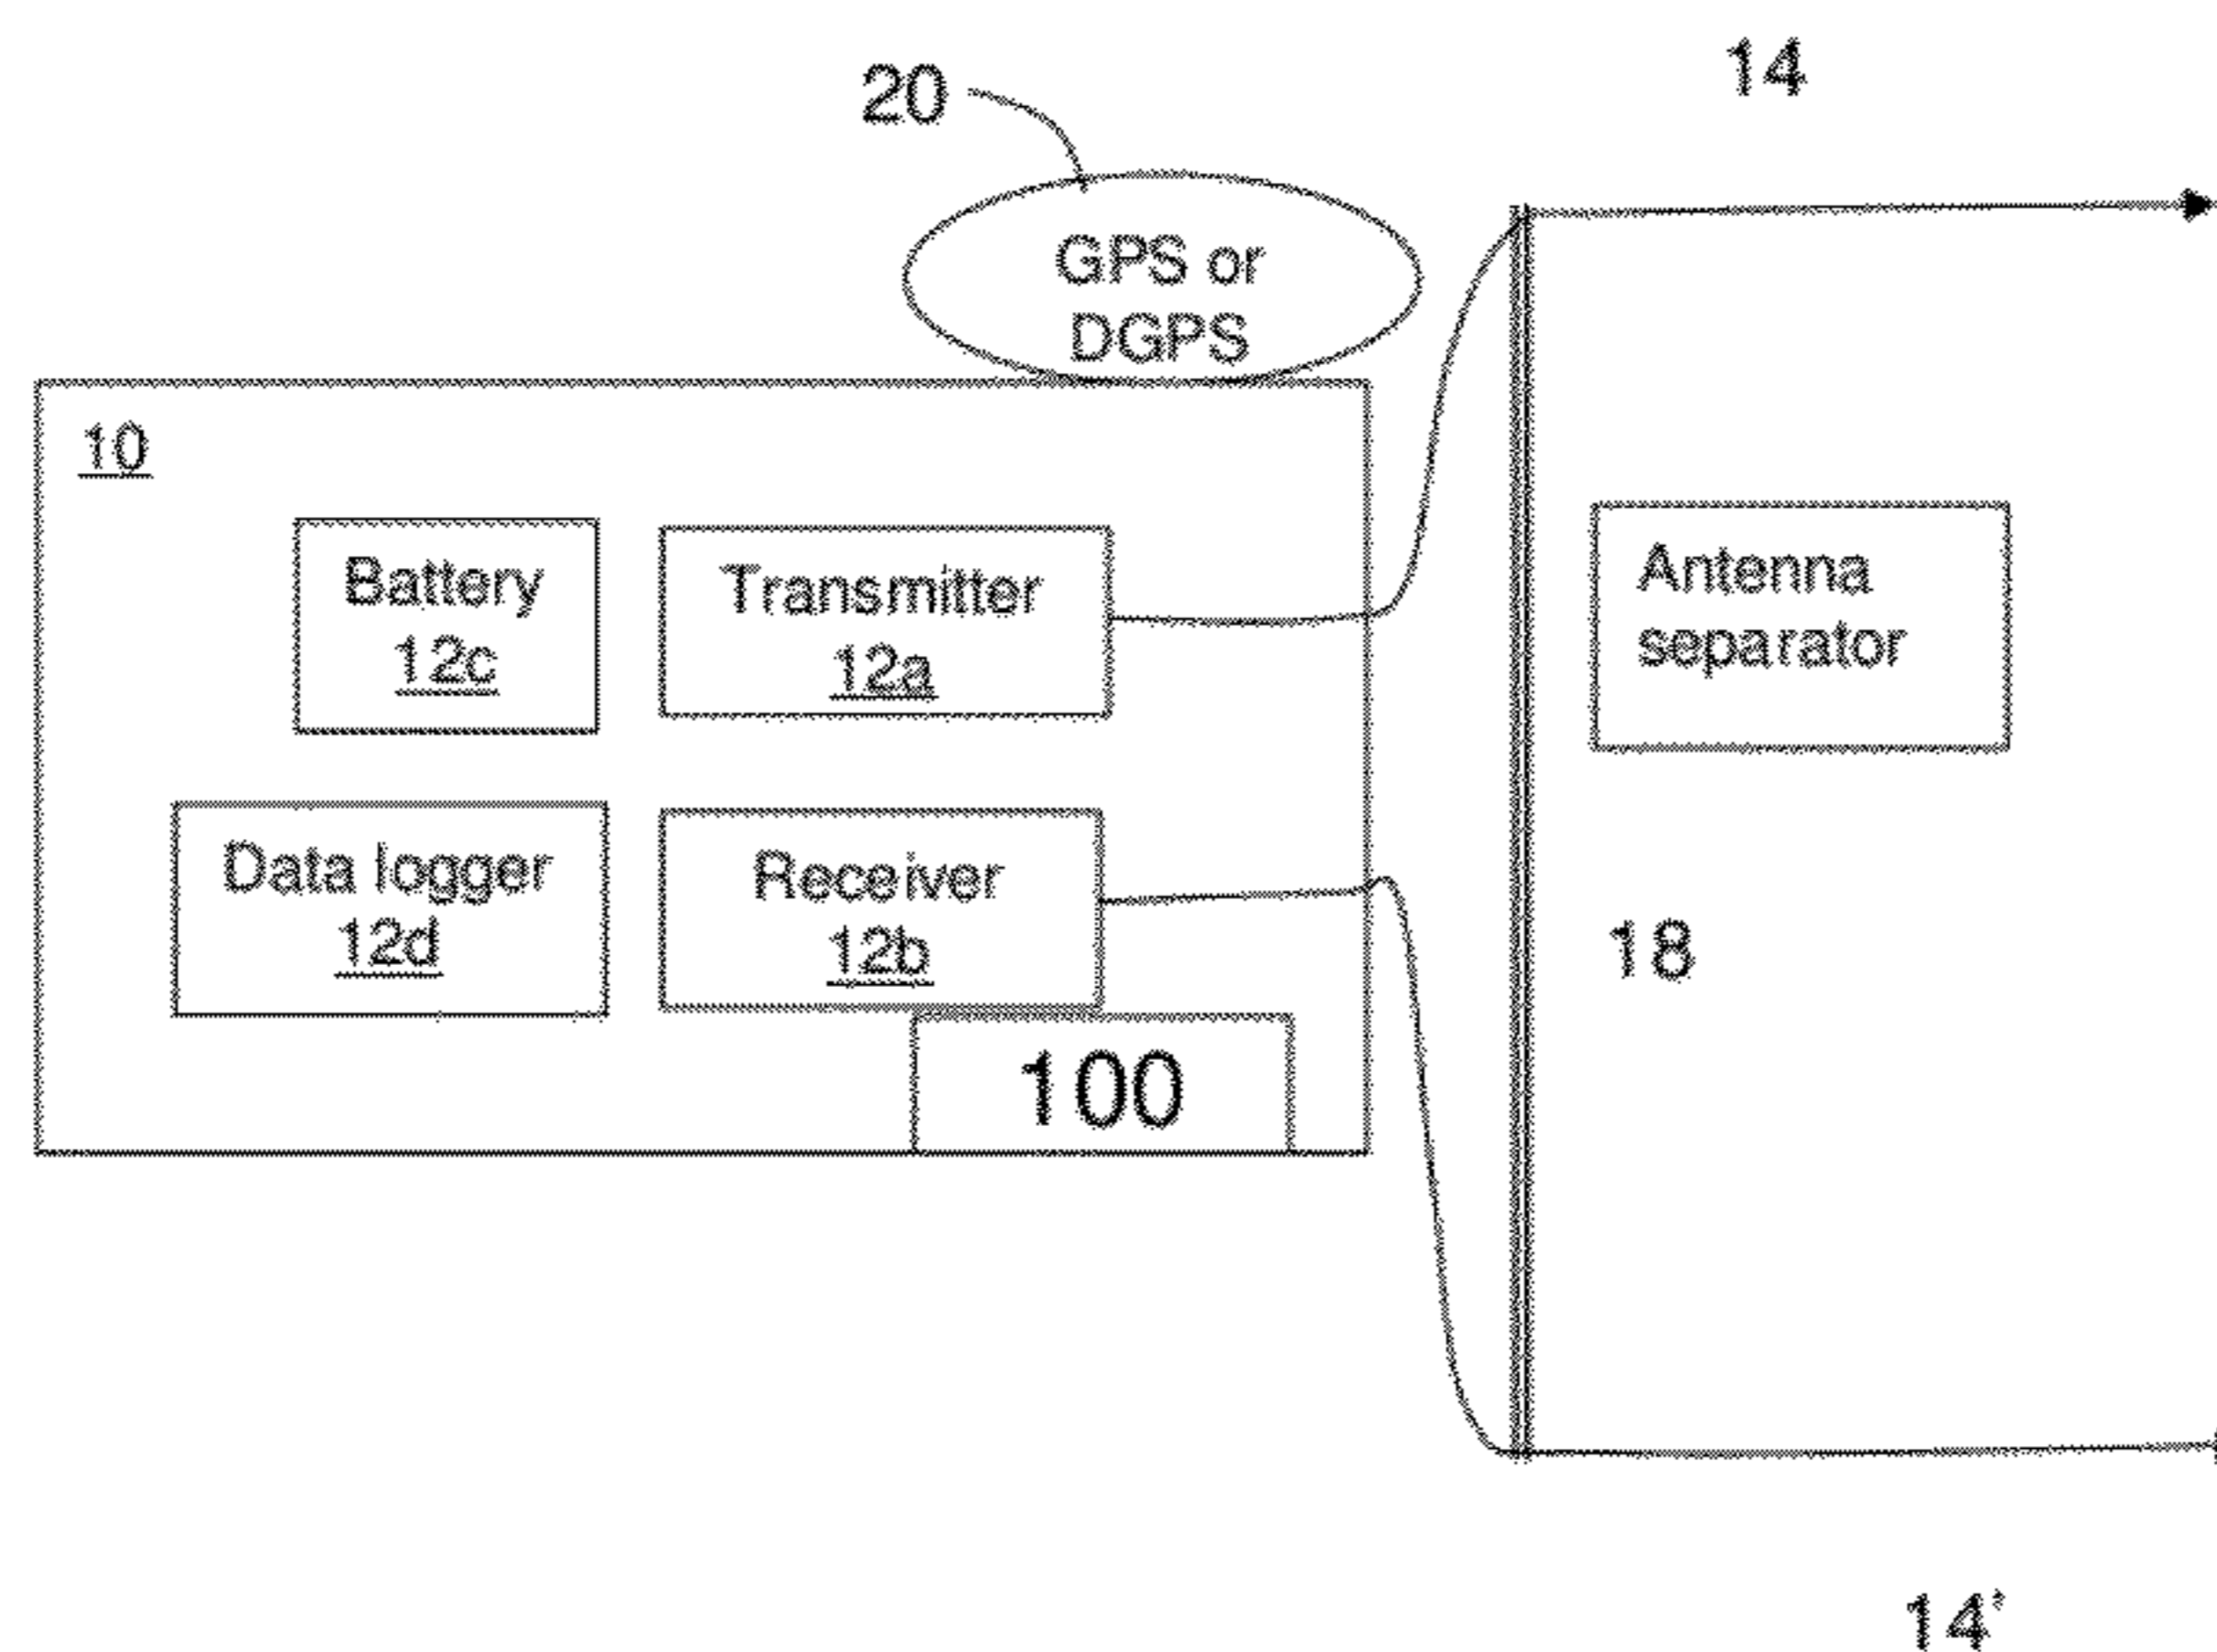 14
20
GPS or
DGPS
10
Battery
12c
Transmitter
12a
Antenna
separator
Data logger
12d
Receiver
12b
18
100
14'